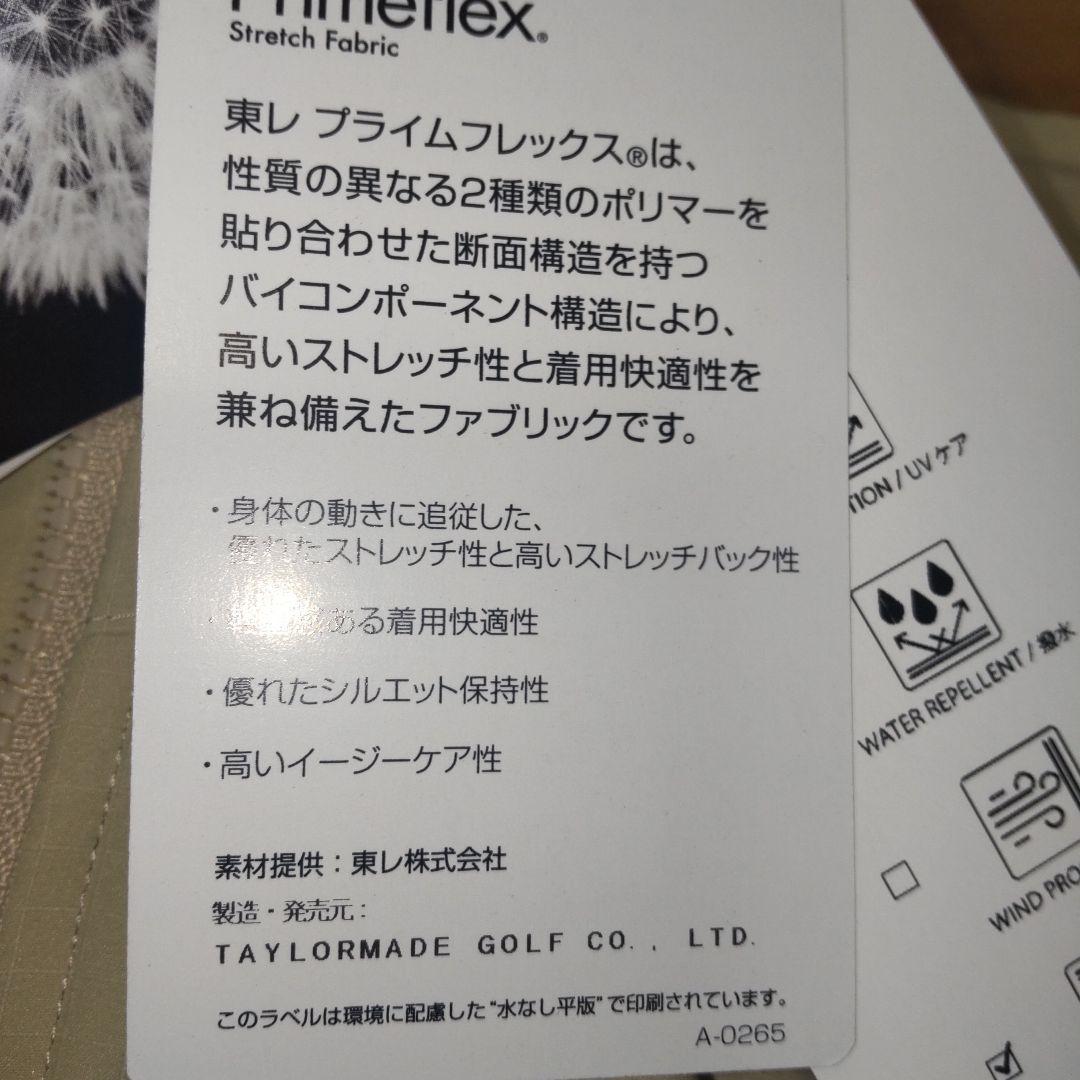 Primeflex®
Stretch Fabric
東レ プライムフレックス®は、
性質の異なる2種類のポリマーを
貼り合わせた断面構造を持つ
バイコンポーネント構造により、
高いストレッチ性と着用快適性を
兼ね備えたファブリックです。
・身体の動きに追従した、
優れたストレッチ性と高いストレッチバック性
ある着用快適性
・優れたシルエット保持性
・高いイージーケア性
素材提供：東レ株式会社
製造・発売元：
TAYLORMADE GOLF CO., LTD.
このラベルは環境に配慮した“水なし平版”で印刷されています。
A-0265
TION / UVケア
WATER REPELLENT / 撥水
WIND PRO